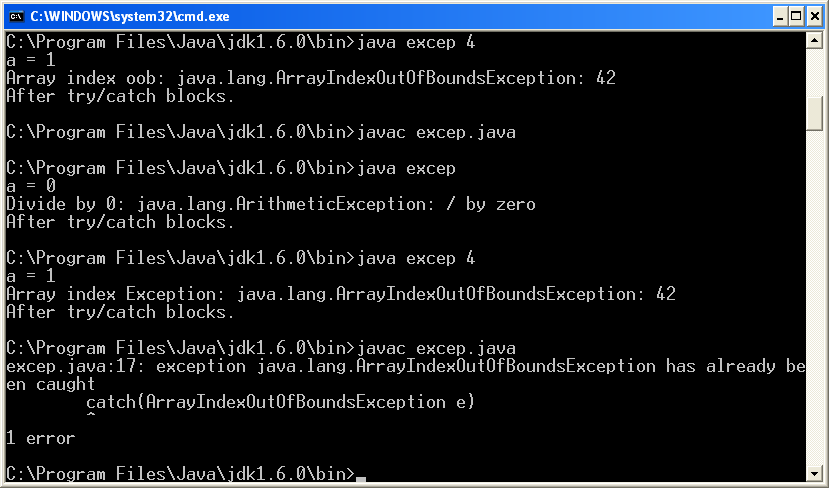 C:\WINDOWS\system32\cmd.exe
C:\Program Files\Java\jdk1.6.0\bin>java excep 4
a = 1
Array index oob: java.lang.ArrayIndexOutOfBoundsException: 42
After try/catch blocks.
C:\Program Files\Java\jdk1.6.0\bin>javac excep.java
C:\Program Files\Java\jdk1.6.0\bin>java excep
a = 0
Divide by 0: java.lang.ArithmeticException: / by zero
After try/catch blocks.
C:\Program Files\Java\jdk1.6.0\bin>java excep 4
a = 1
Array index Exception: java.lang.ArrayIndexOutOfBoundsException: 42
After try/catch blocks.
C:\Program Files\Java\jdk1.6.0\bin>javac excep.java
excep.java:17: exception java.lang.ArrayIndexOutOfBoundsException has already be
en caught
        catch(ArrayIndexOutOfBoundsException e)
        ^
1 error
C:\Program Files\Java\jdk1.6.0\bin>_